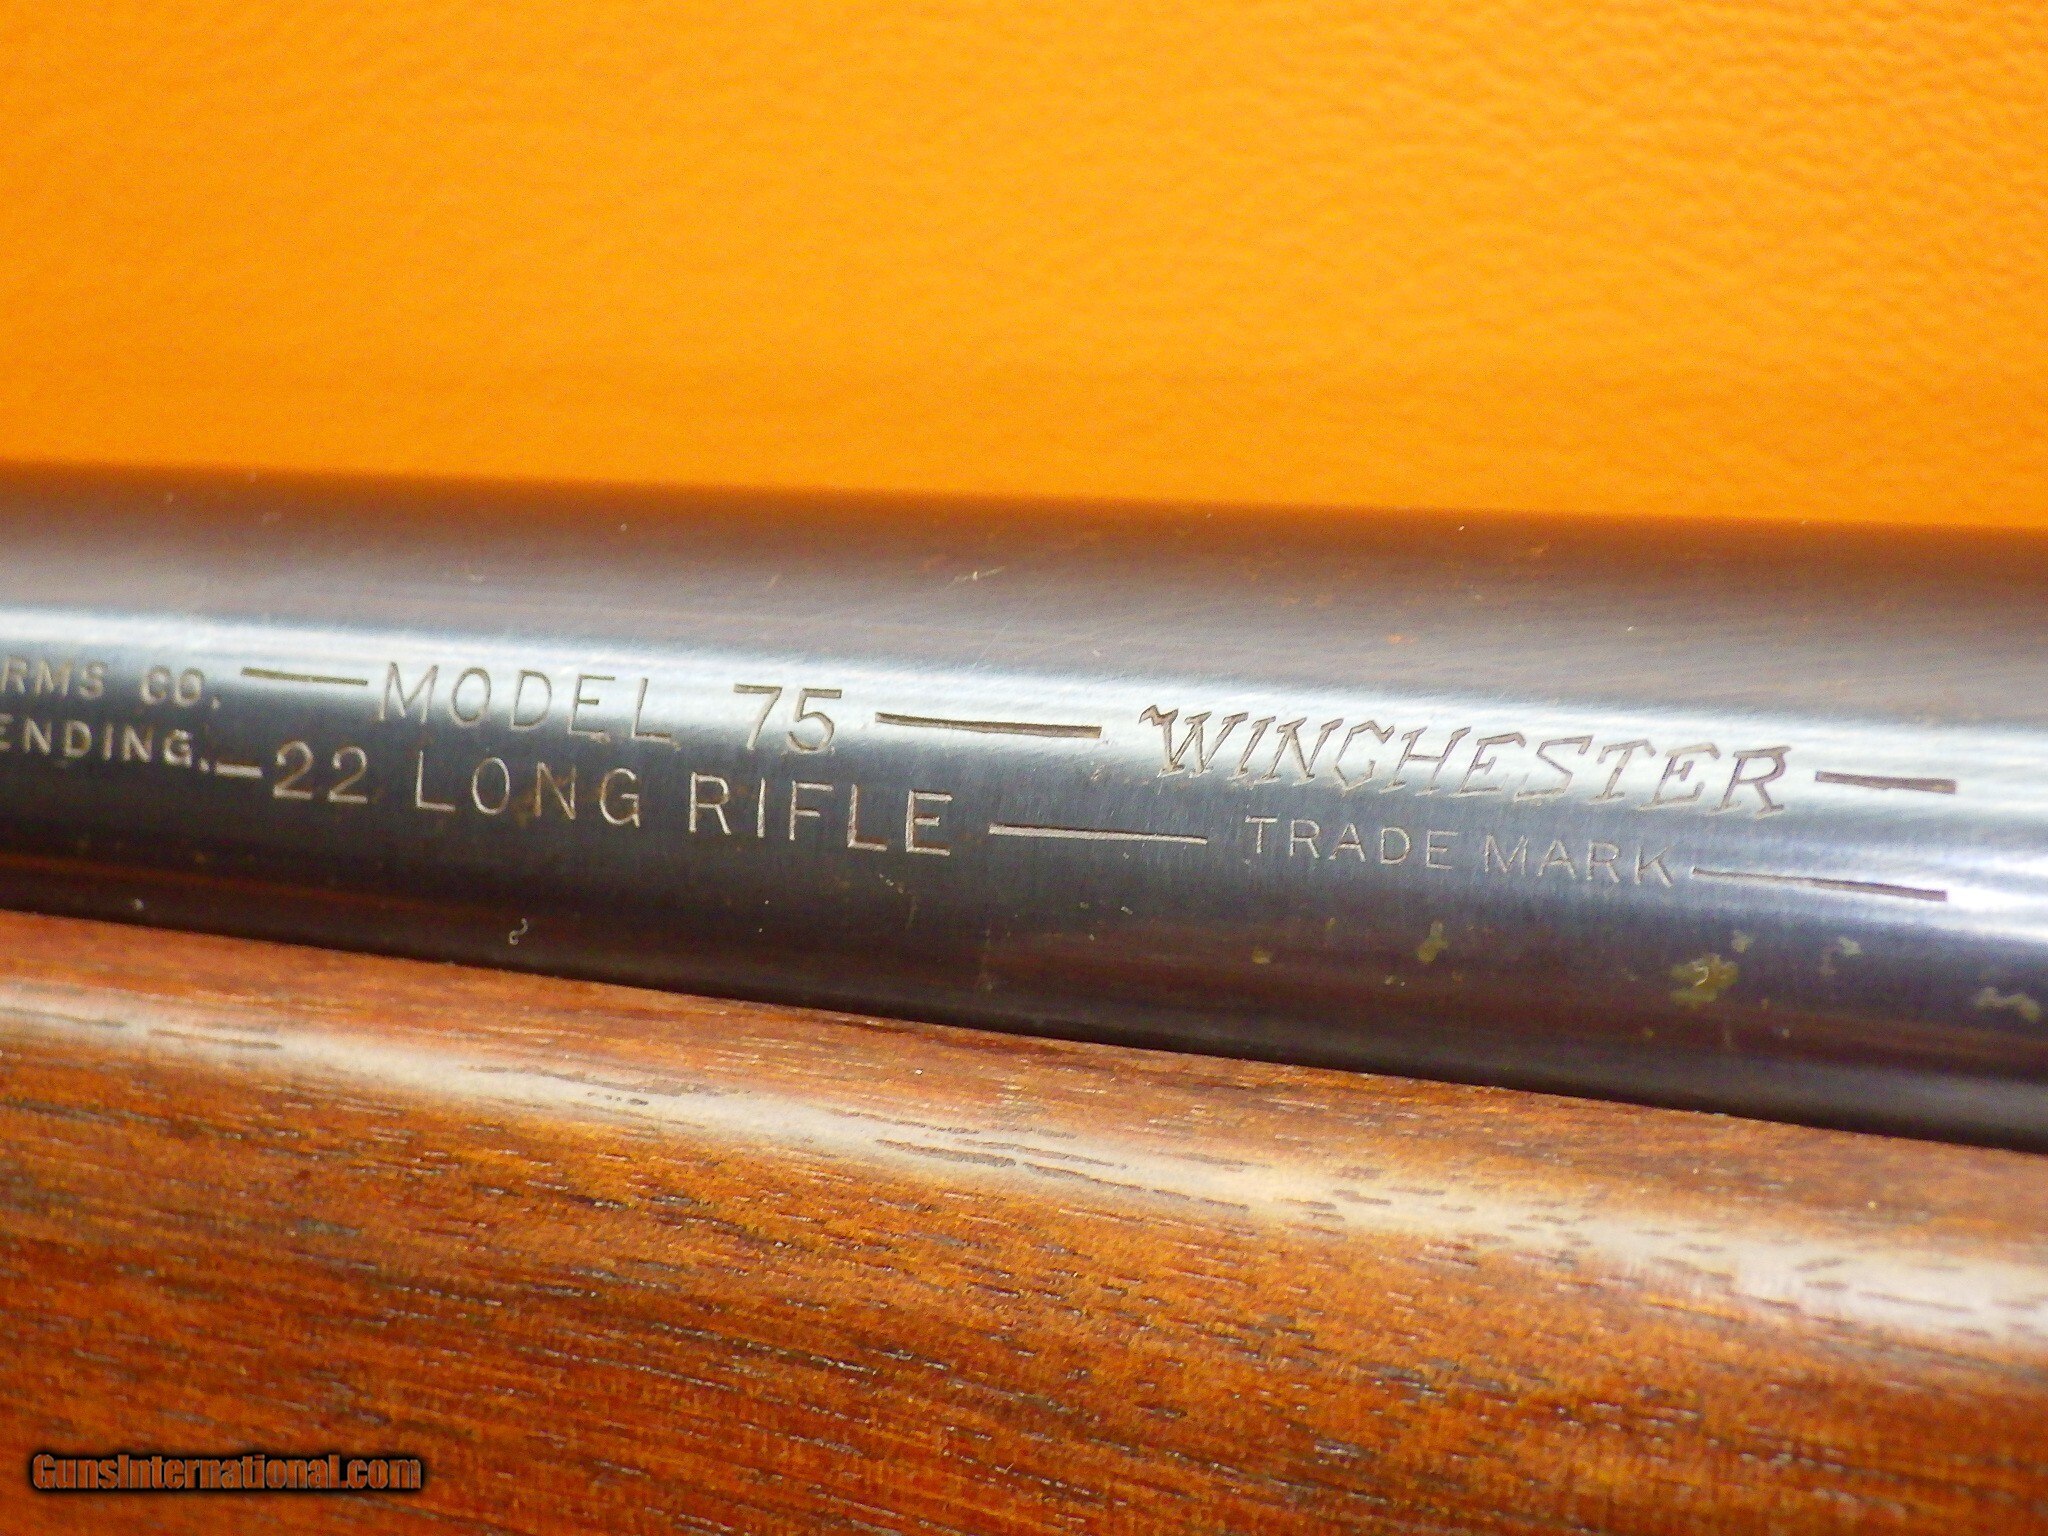 RMS CO. — MODEL 75 — WINCHESTER —
ENDING. — 22 LONG RIFLE — TRADE MARK —
GunsInternational.com